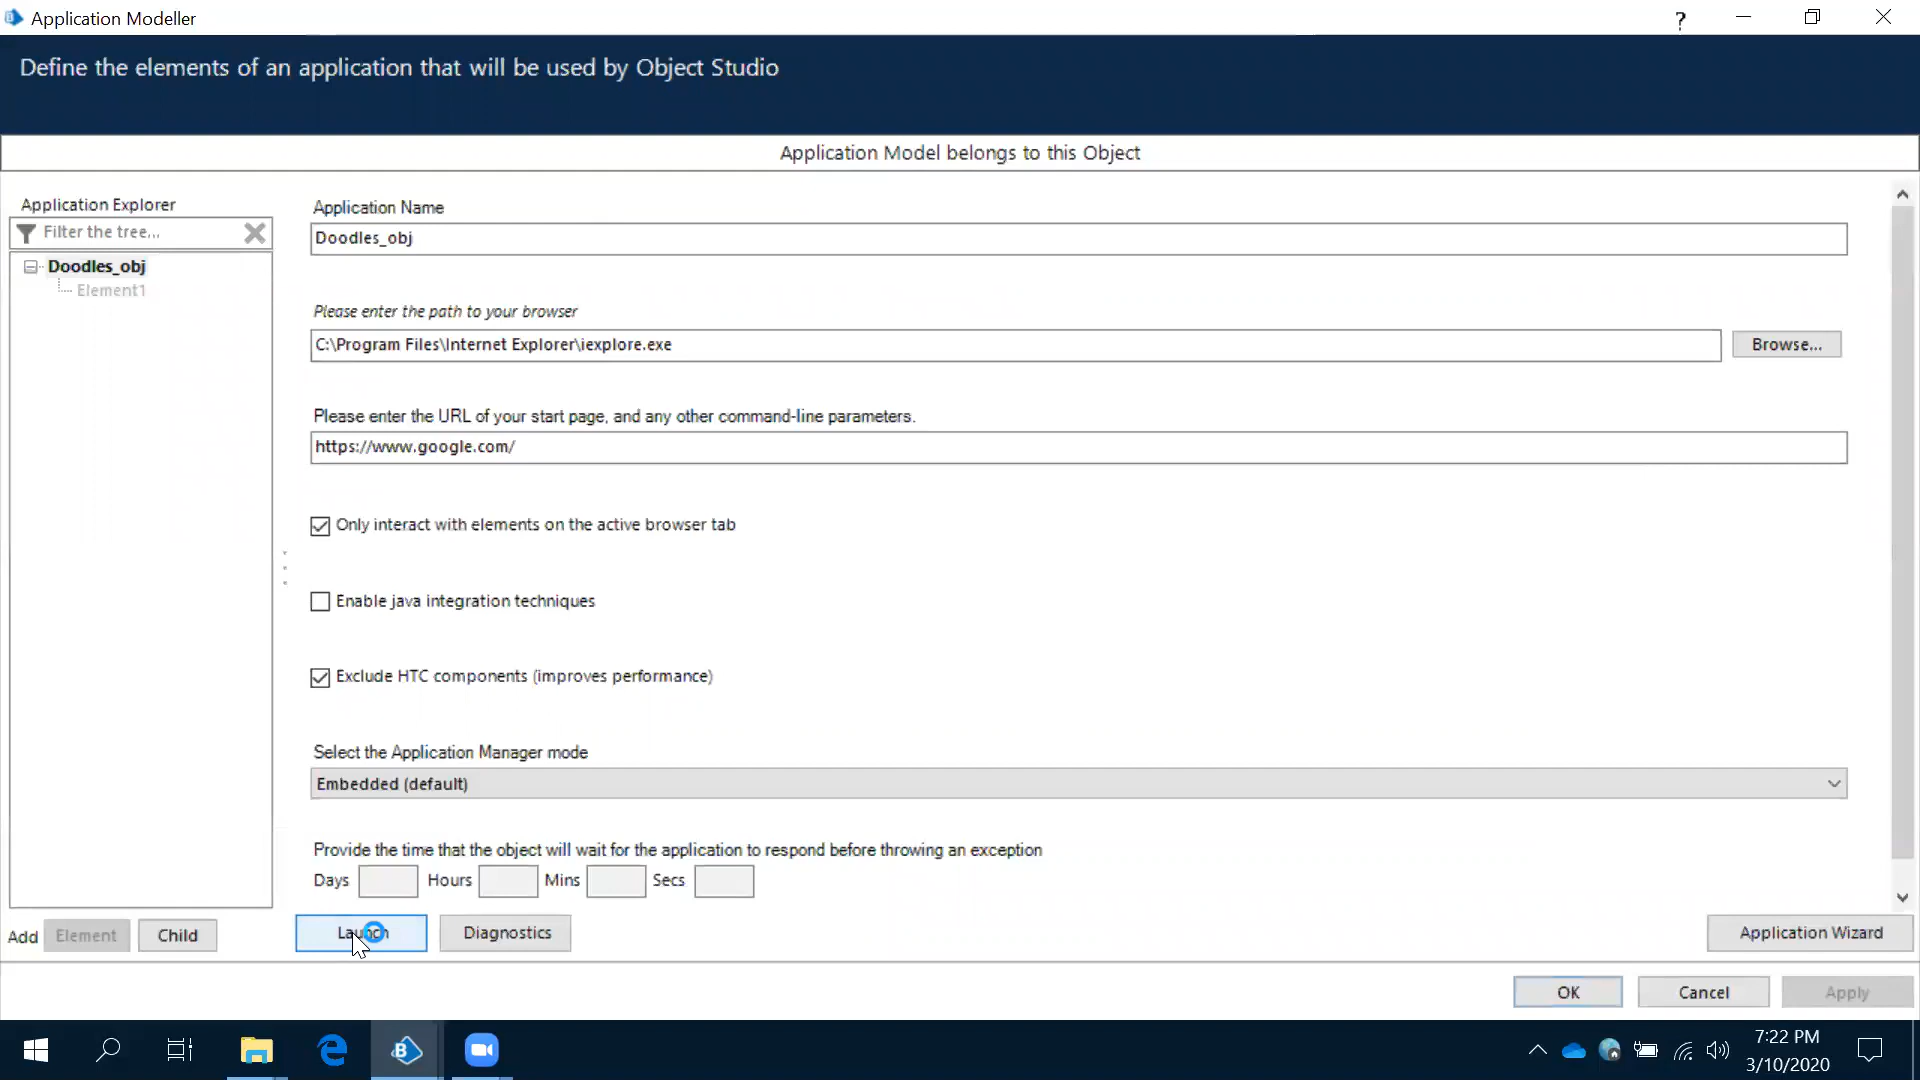 Application Modeller
?
Define the elements of an application that will be used by Object Studio
Application Model belongs to this Object
Application Explorer
Filter the tree...
Doodles_obj
Element1
Application Name
Doodles_obj
Please enter the path to your browser
C:\Program Files\Internet Explorer\iexplore.exe
Browse...
Please enter the URL of your start page, and any other command-line parameters.
https://www.google.com/
Only interact with elements on the active browser tab
Enable java integration techniques
Exclude HTC components (improves performance)
Select the Application Manager mode
Embedded (default)
Provide the time that the object will wait for the application to respond before throwing an exception
Days Hours Mins Secs
Add Element Child
Launch Diagnostics
Application Wizard
OK Cancel Apply
7:22 PM
3/10/2020